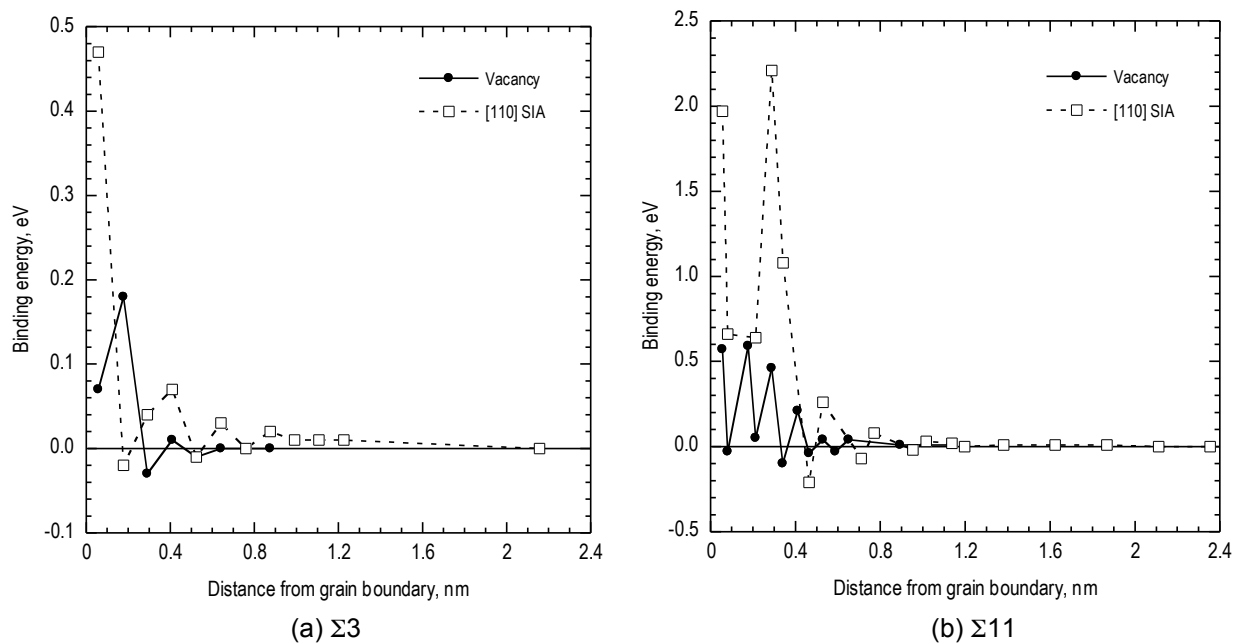 0.5
0.4
0.3
0.2
0.1
0.0
-0.1
Binding energy, eV
Vacancy
[110] SIA
0 0.4 0.8 1.2 1.6 2 2.4
Distance from grain boundary, nm
(a) Σ3
2.5
2.0
1.5
1.0
0.5
0.0
-0.5
Binding energy, eV
Vacancy
[110] SIA
0 0.4 0.8 1.2 1.6 2 2.4
Distance from grain boundary, nm
(b) Σ11